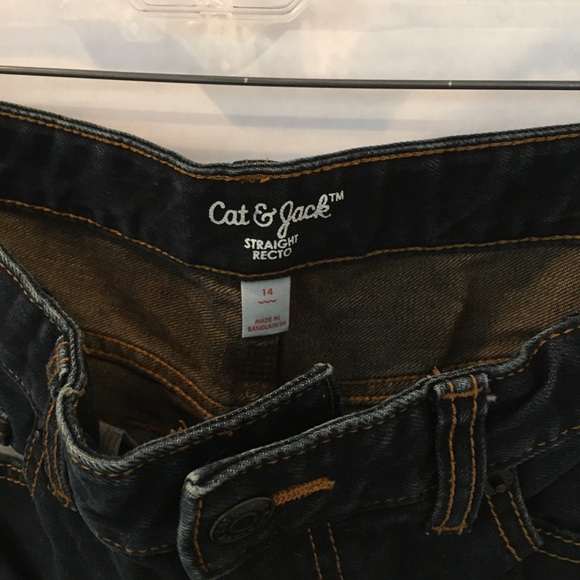 Cat & Jack™
STRAIGHT
RECTO
14
MADE IN
BANGLADESH